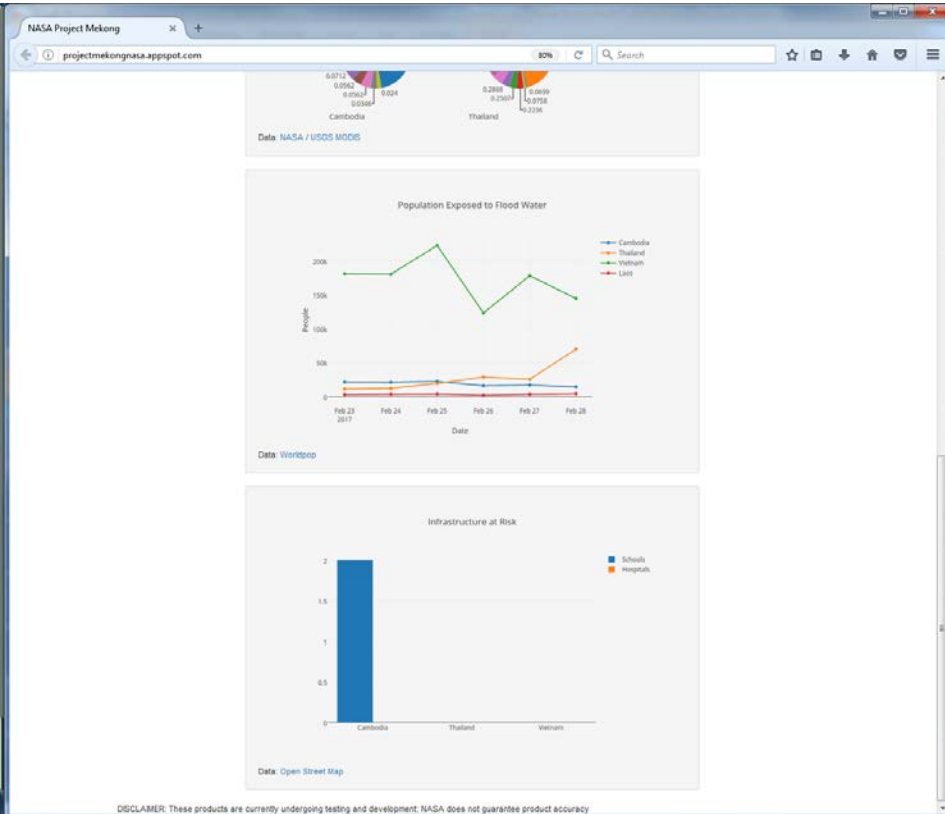 NASA Project Mekong
projectmekongnasa.appspot.com
80%
Search
0.0712
0.0562
0.0562
0.0346
0.024
Cambodia
0.2868
0.2507
0.0699
0.0758
0.2256
Thailand
Data: NASA / USGS MODIS
Population Exposed to Flood Water
Cambodia
Thailand
Vietnam
Laos
200k
150k
100k
50k
0
People
Feb 23
2017
Feb 24
Feb 25
Feb 26
Feb 27
Feb 28
Date
Data: Worldpop
Infrastructure at Risk
Schools
Hospitals
2
1.5
1
0.5
0
Cambodia
Thailand
Vietnam
Data: Open Street Map
DISCLAIMER: These products are currently undergoing testing and development; NASA does not guarantee product accuracy